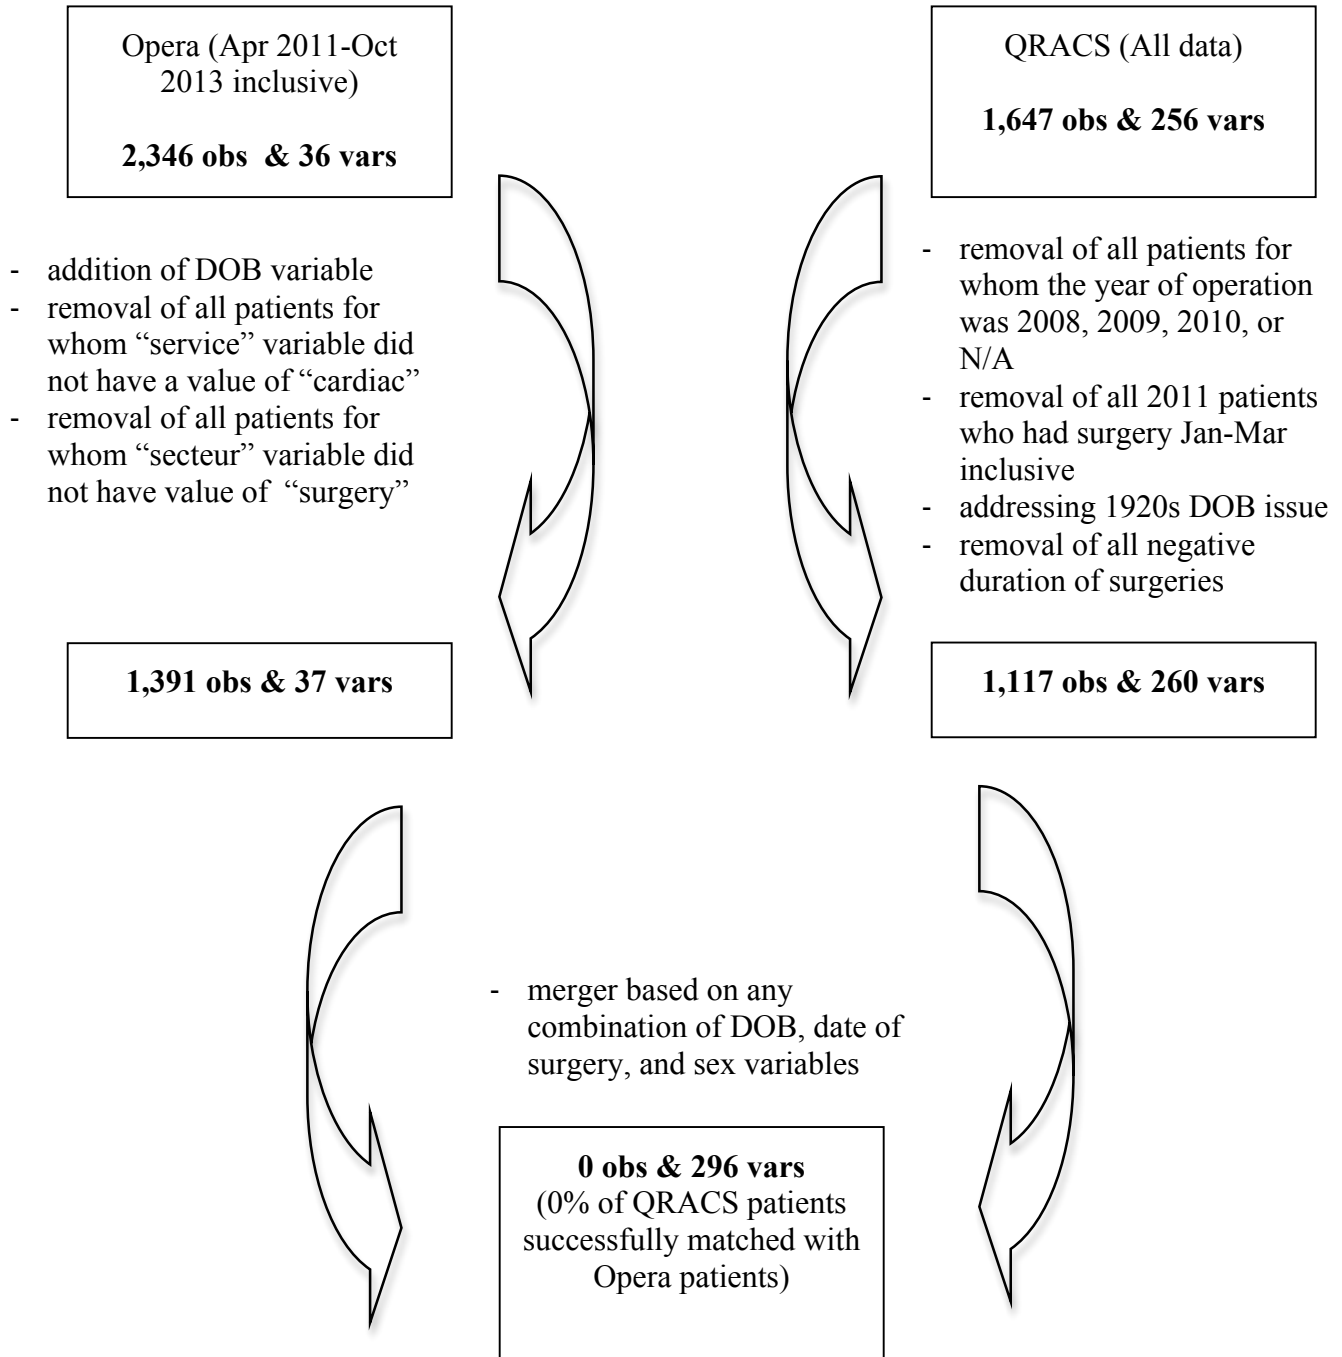 Opera (Apr 2011-Oct
2013 inclusive)
2,346 obs & 36 vars
- addition of DOB variable
- removal of all patients for
whom “service” variable did
not have a value of “cardiac”
- removal of all patients for
whom “secteur” variable did
not have value of “surgery”
1,391 obs & 37 vars
QRACS (All data)
1,647 obs & 256 vars
- removal of all patients for
whom the year of operation
was 2008, 2009, 2010, or
N/A
- removal of all 2011 patients
who had surgery Jan-Mar
inclusive
- addressing 1920s DOB issue
- removal of all negative
duration of surgeries
1,117 obs & 260 vars
- merger based on any
combination of DOB, date of
surgery, and sex variables
0 obs & 296 vars
(0% of QRACS patients
successfully matched with
Opera patients)